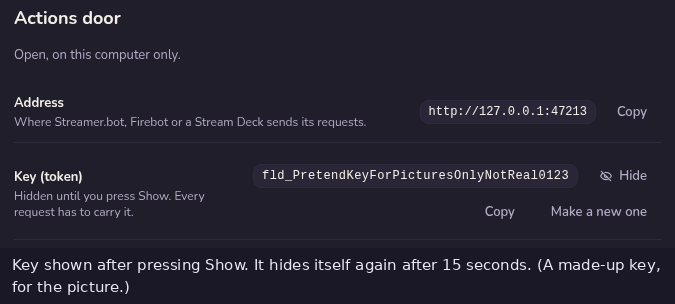 Actions door
Open, on this computer only.
Address
Where Streamer.bot, Firebot or a Stream Deck sends its requests.
http://127.0.0.1:47213
Copy
Key (token)
Hidden until you press Show. Every
request has to carry it.
fld_PretendKeyForPicturesOnlyNotReal0123
Hide
Copy
Make a new one
Key shown after pressing Show. It hides itself again after 15 seconds. (A made-up key,
for the picture.)